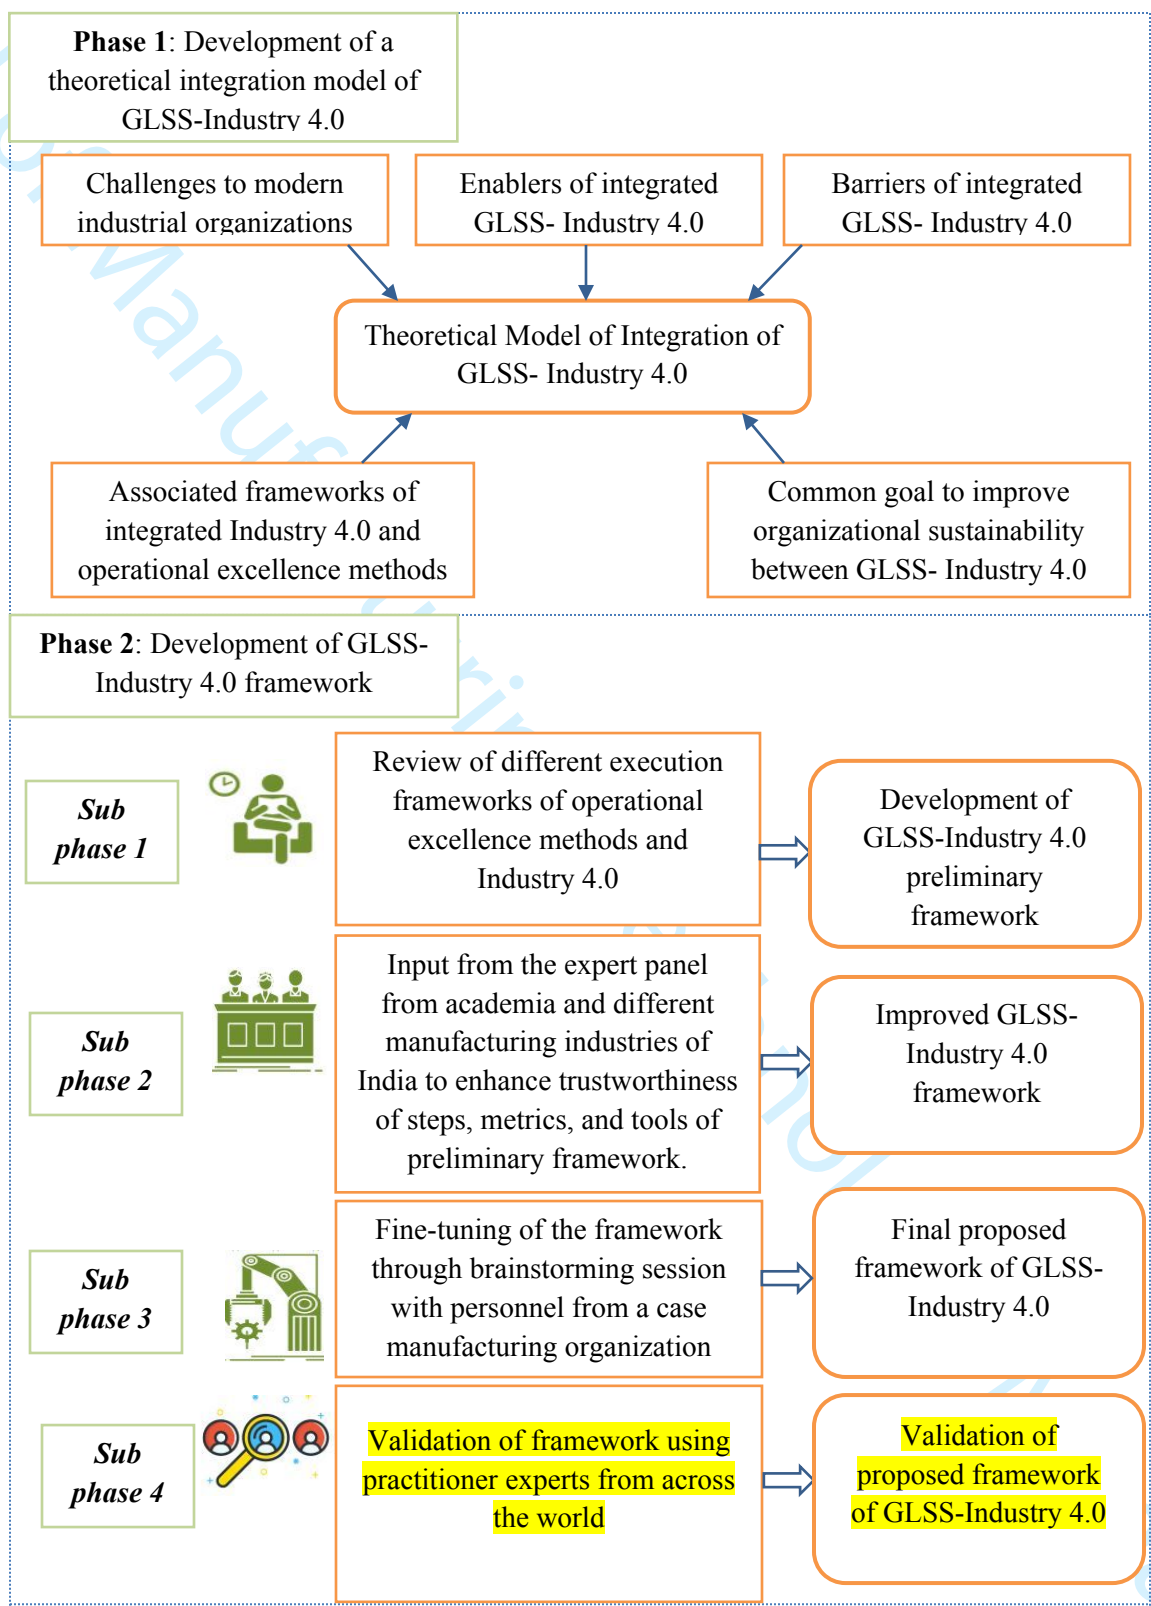 Phase 1: Development of a
theoretical integration model of
GLSS-Industry 4.0
Challenges to modern
industrial organizations
Enablers of integrated
GLSS- Industry 4.0
Barriers of integrated
GLSS- Industry 4.0
Theoretical Model of Integration of
GLSS- Industry 4.0
Associated frameworks of
integrated Industry 4.0 and
operational excellence methods
Common goal to improve
organizational sustainability
between GLSS- Industry 4.0
Phase 2: Development of GLSS-
Industry 4.0 framework
Sub
phase 1
Review of different execution
frameworks of operational
excellence methods and
Industry 4.0
Development of
GLSS-Industry 4.0
preliminary
framework
Sub
phase 2
Input from the expert panel
from academia and different
manufacturing industries of
India to enhance trustworthiness
of steps, metrics, and tools of
preliminary framework.
Improved GLSS-
Industry 4.0
framework
Sub
phase 3
Fine-tuning of the framework
through brainstorming session
with personnel from a case
manufacturing organization
Final proposed
framework of GLSS-
Industry 4.0
Sub
phase 4
Validation of framework using
practitioner experts from across
the world
Validation of
proposed framework
of GLSS-Industry 4.0